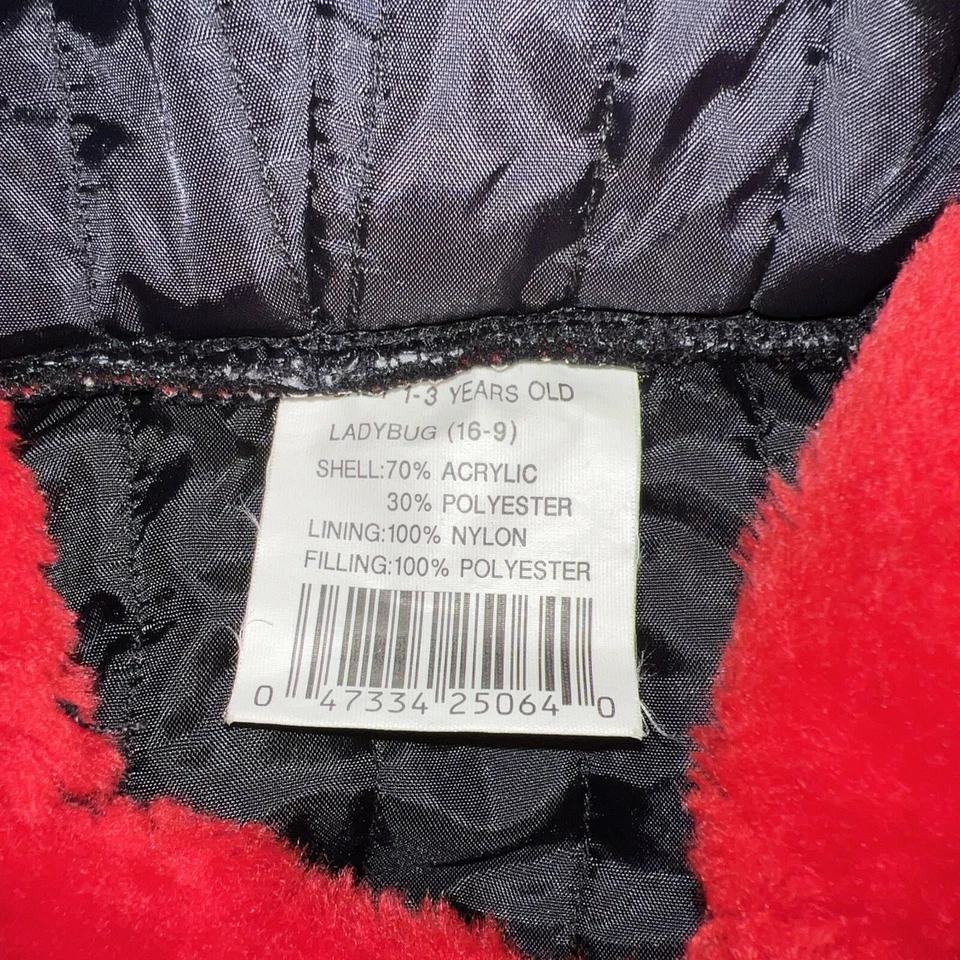 1-3 YEARS OLD
LADYBUG (16-9)
SHELL:70% ACRYLIC
30% POLYESTER
LINING:100% NYLON
FILLING:100% POLYESTER
0 47334 25064 0